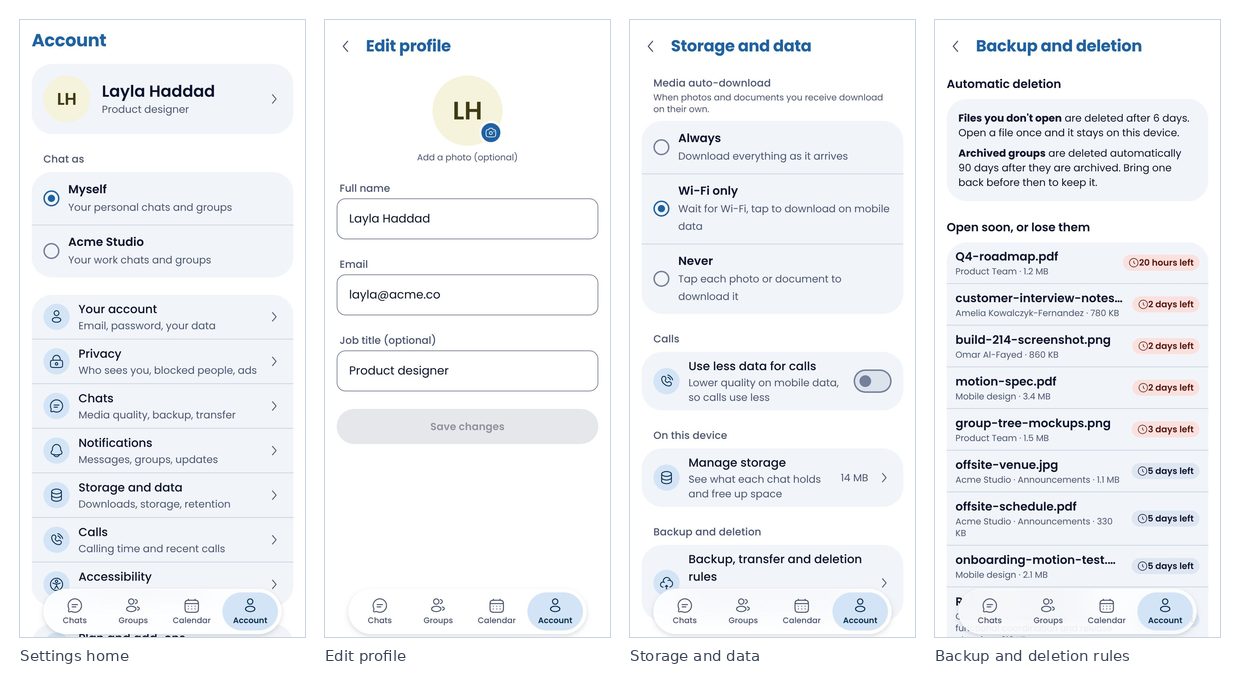 Account
LH
Layla Haddad
Product designer
Chat as
Myself
Your personal chats and groups
Acme Studio
Your work chats and groups
Your account
Email, password, your data
Privacy
Who sees you, blocked people, ads
Chats
Media quality, backup, transfer
Notifications
Messages, groups, updates
Storage and data
Downloads, storage, retention
Calls
Calling time and recent calls
Accessibility
Chats
Groups
Calendar
Account
Plan and add-ons
Settings home
Edit profile
LH
Add a photo (optional)
Full name
Layla Haddad
Email
layla@acme.co
Job title (optional)
Product designer
Save changes
Chats
Groups
Calendar
Account
Edit profile
Storage and data
Media auto-download
When photos and documents you receive download
on their own.
Always
Download everything as it arrives
Wi-Fi only
Wait for Wi-Fi, tap to download on mobile
data
Never
Tap each photo or document to
download it
Calls
Use less data for calls
Lower quality on mobile data,
so calls use less
On this device
Manage storage
See what each chat holds
and free up space
14 MB
Backup and deletion
Backup, transfer and deletion
rules
Chats
Groups
Calendar
Account
Storage and data
Backup and deletion
Automatic deletion
Files you don't open are deleted after 6 days.
Open a file once and it stays on this device.
Archived groups are deleted automatically
90 days after they are archived. Bring one
back before then to keep it.
Open soon, or lose them
Q4-roadmap.pdf
Product Team · 1.2 MB
20 hours left
customer-interview-notes...
Amelia Kowalczyk-Fernandez · 780 KB
2 days left
build-214-screenshot.png
Omar Al-Fayed · 860 KB
2 days left
motion-spec.pdf
Mobile design · 3.4 MB
2 days left
group-tree-mockups.png
Product Team · 1.5 MB
3 days left
offsite-venue.jpg
Acme Studio · Announcements · 1.1 MB
5 days left
offsite-schedule.pdf
Acme Studio · Announcements · 330
KB
5 days left
onboarding-motion-test...
Mobile design · 2.1 MB
5 days left
Chats
Groups
Calendar
Account
Backup and deletion rules